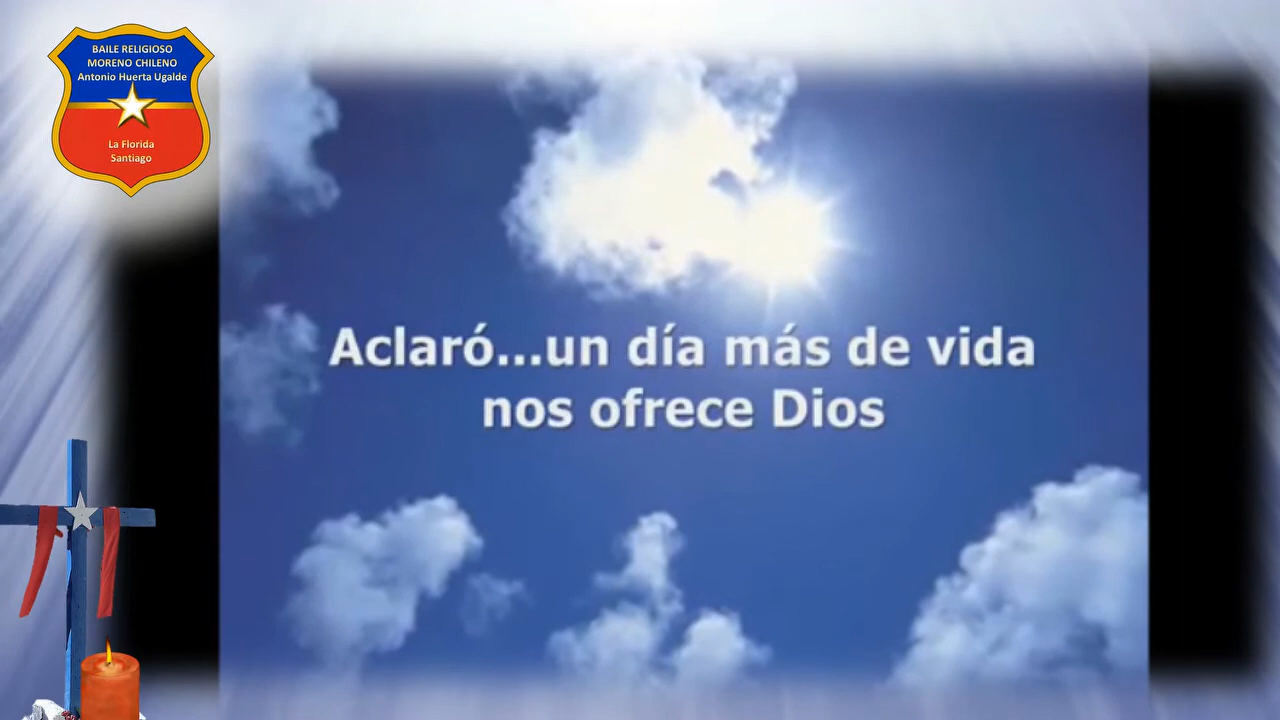 BAILE RELIGIOSO
MORENO CHILENO
Antonio Huerta Ugalde
La Florida
Santiago
Aclaró...un día más de vida
nos ofrece Dios